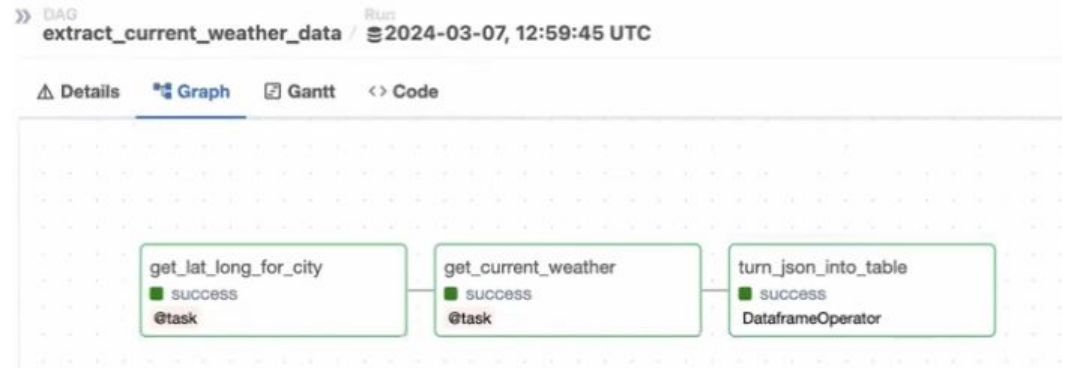 DAG
extract_current_weather_data / Run 2024-03-07, 12:59:45 UTC
Details Graph Gantt <> Code
get_lat_long_for_city
success
@task
get_current_weather
success
@task
turn_json_into_table
success
DataframeOperator